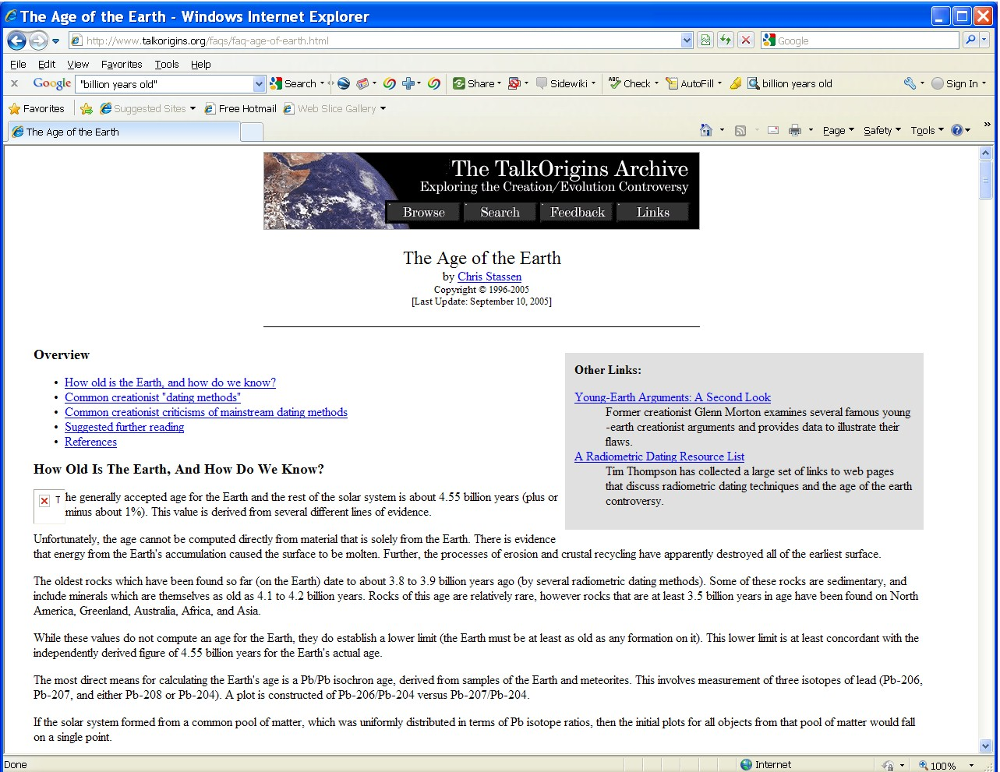 The Age of the Earth - Windows Internet Explorer
http://www.talkorigins.org/faqs/faq-age-of-earth.html
Google
File Edit View Favorites Tools Help
x Google "billion years old" Search Share Sidewiki ABC Check AutoFill billion years old Sign In
Favorites Suggested Sites Free Hotmail Web Slice Gallery
The Age of the Earth
Page Safety Tools
The TalkOrigins Archive
Exploring the Creation/Evolution Controversy
Browse Search Feedback Links
The Age of the Earth
by Chris Stassen
Copyright © 1996-2005
[Last Update: September 10, 2005]
Overview
• How old is the Earth, and how do we know?
• Common creationist "dating methods"
• Common creationist criticisms of mainstream dating methods
• Suggested further reading
• References
Other Links:
Young-Earth Arguments: A Second Look
Former creationist Glenn Morton examines several famous young
-earth creationist arguments and provides data to illustrate their
flaws.
A Radiometric Dating Resource List
Tim Thompson has collected a large set of links to web pages
that discuss radiometric dating techniques and the age of the earth
controversy.
How Old Is The Earth, And How Do We Know?
The generally accepted age for the Earth and the rest of the solar system is about 4.55 billion years (plus or
minus about 1%). This value is derived from several different lines of evidence.
Unfortunately, the age cannot be computed directly from material that is solely from the Earth. There is evidence
that energy from the Earth's accumulation caused the surface to be molten. Further, the processes of erosion and crustal recycling have apparently destroyed all of the earliest surface.
The oldest rocks which have been found so far (on the Earth) date to about 3.8 to 3.9 billion years ago (by several radiometric dating methods). Some of these rocks are sedimentary, and
include minerals which are themselves as old as 4.1 to 4.2 billion years. Rocks of this age are relatively rare, however rocks that are at least 3.5 billion years in age have been found on North
America, Greenland, Australia, Africa, and Asia.
While these values do not compute an age for the Earth, they do establish a lower limit (the Earth must be at least as old as any formation on it). This lower limit is at least concordant with the
independently derived figure of 4.55 billion years for the Earth's actual age.
The most direct means for calculating the Earth's age is a Pb/Pb isochron age, derived from samples of the Earth and meteorites. This involves measurement of three isotopes of lead (Pb-206,
Pb-207, and either Pb-208 or Pb-204). A plot is constructed of Pb-206/Pb-204 versus Pb-207/Pb-204.
If the solar system formed from a common pool of matter, which was uniformly distributed in terms of Pb isotope ratios, then the initial plots for all objects from that pool of matter would fall
on a single point.
Done Internet 100%